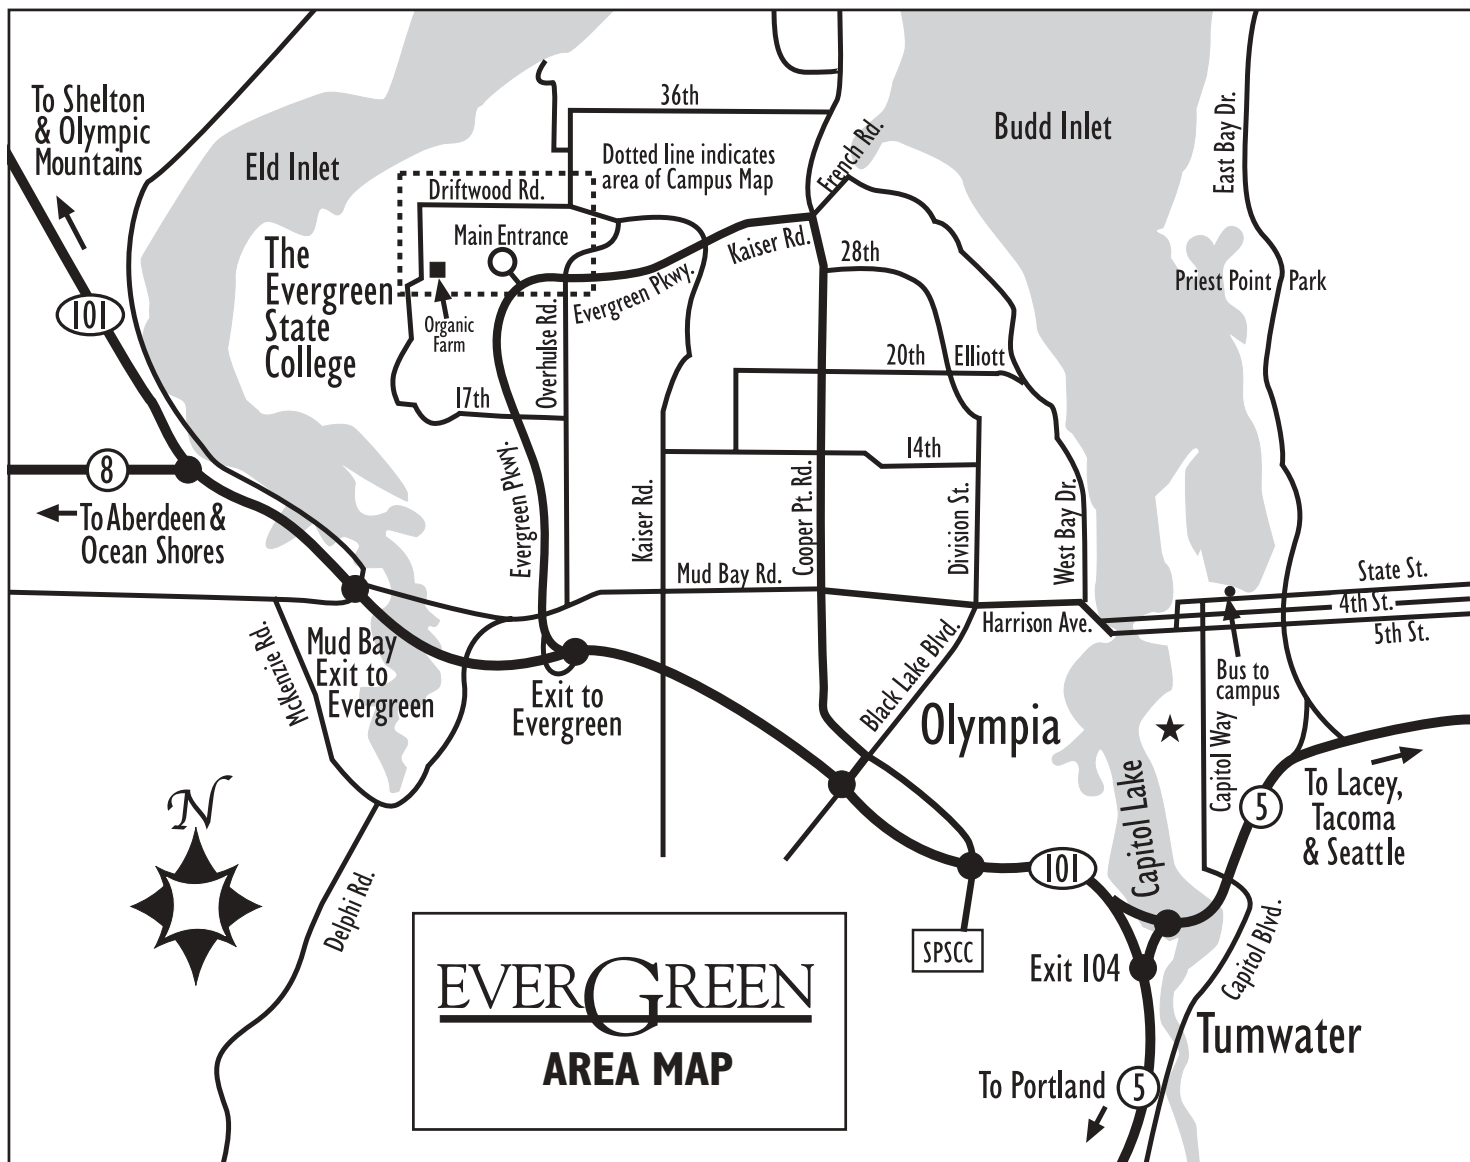 To Shelton
& Olympic
Mountains
Eld Inlet
36th
Dotted line indicates
area of Campus Map
French Rd.
Budd Inlet
East Bay Dr.
Driftwood Rd.
Main Entrance
Kaiser Rd.
28th
Priest Point Park
The
Evergreen
State
College
Organic
Farm
Evergreen Pkwy.
Overhulse Rd.
101
20th
Elliott
17th
14th
8
To Aberdeen &
Ocean Shores
Evergreen Pkwy.
Kaiser Rd.
Cooper Pt. Rd.
Division St.
West Bay Dr.
Mud Bay Rd.
State St.
4th St.
5th St.
Harrison Ave.
McKenzie Rd.
Mud Bay
Exit to
Evergreen
Exit to
Evergreen
Black Lake Blvd.
Olympia
Bus to
campus
Capitol Way
Capitol Lake
5
To Lacey,
Tacoma
& Seattle
N
101
Delphi Rd.
SPSCC
Exit 104
Capitol Blvd.
Tumwater
To Portland
5
EVERGREEN
AREA MAP